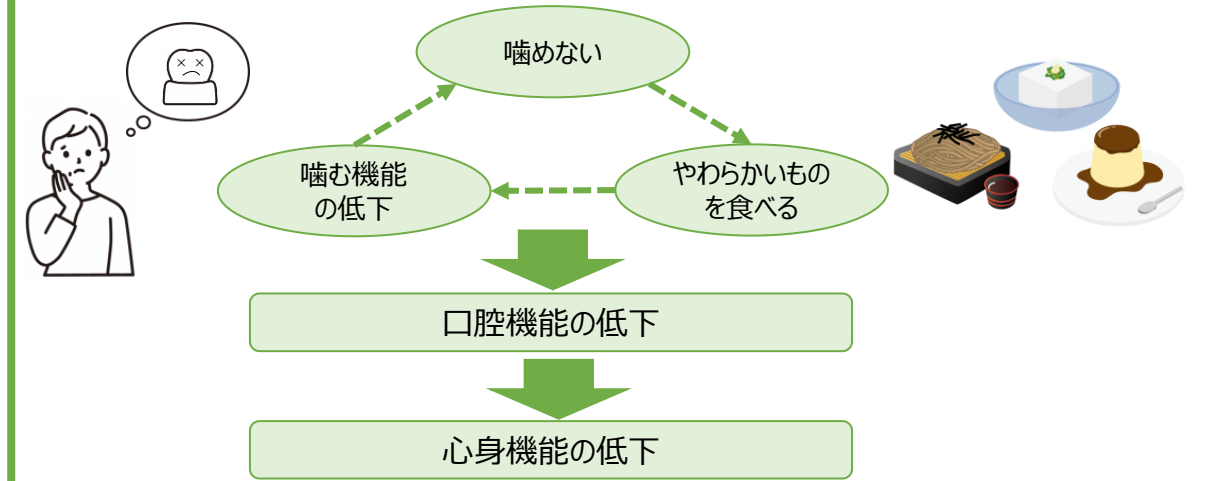 噛めない
噛む機能
の低下
やわらかいもの
を食べる
口腔機能の低下
心身機能の低下